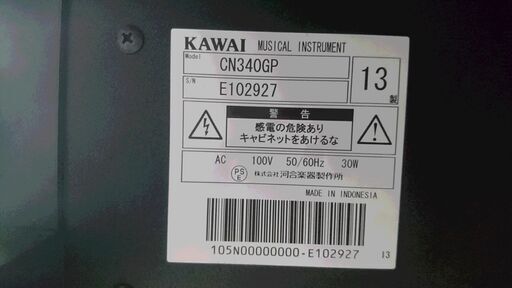 KAWAI MUSICAL INSTRUMENT
Model CN340GP
S/N E102927
13製
警 告
感電の危険あり
キャビネットをあけるな
AC 100V 50/60Hz 30W
PS
E
株式会社 河合楽器製作所
MADE IN INDONESIA
105N00000000-E102927 13